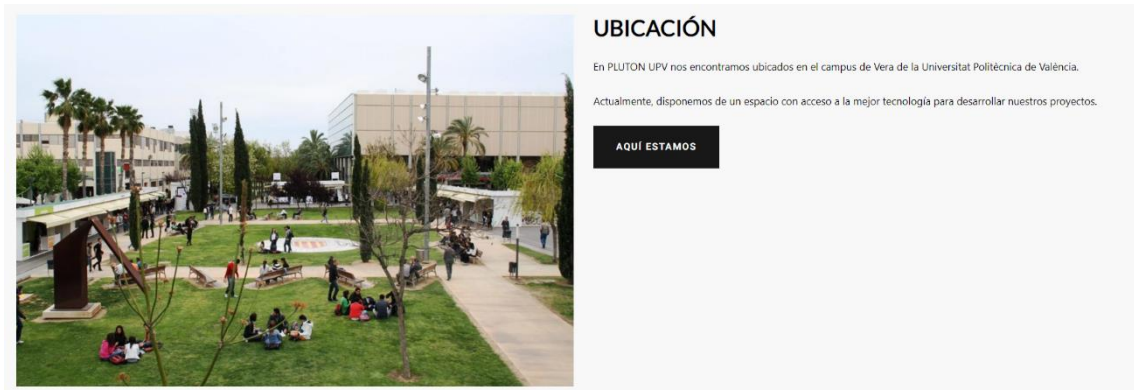 UBICACIÓN
En PLUTON UPV nos encontramos ubicados en el campus de Vera de la Universitat Politècnica de València.
Actualmente, disponemos de un espacio con acceso a la mejor tecnología para desarrollar nuestros proyectos.
AQUÍ ESTAMOS